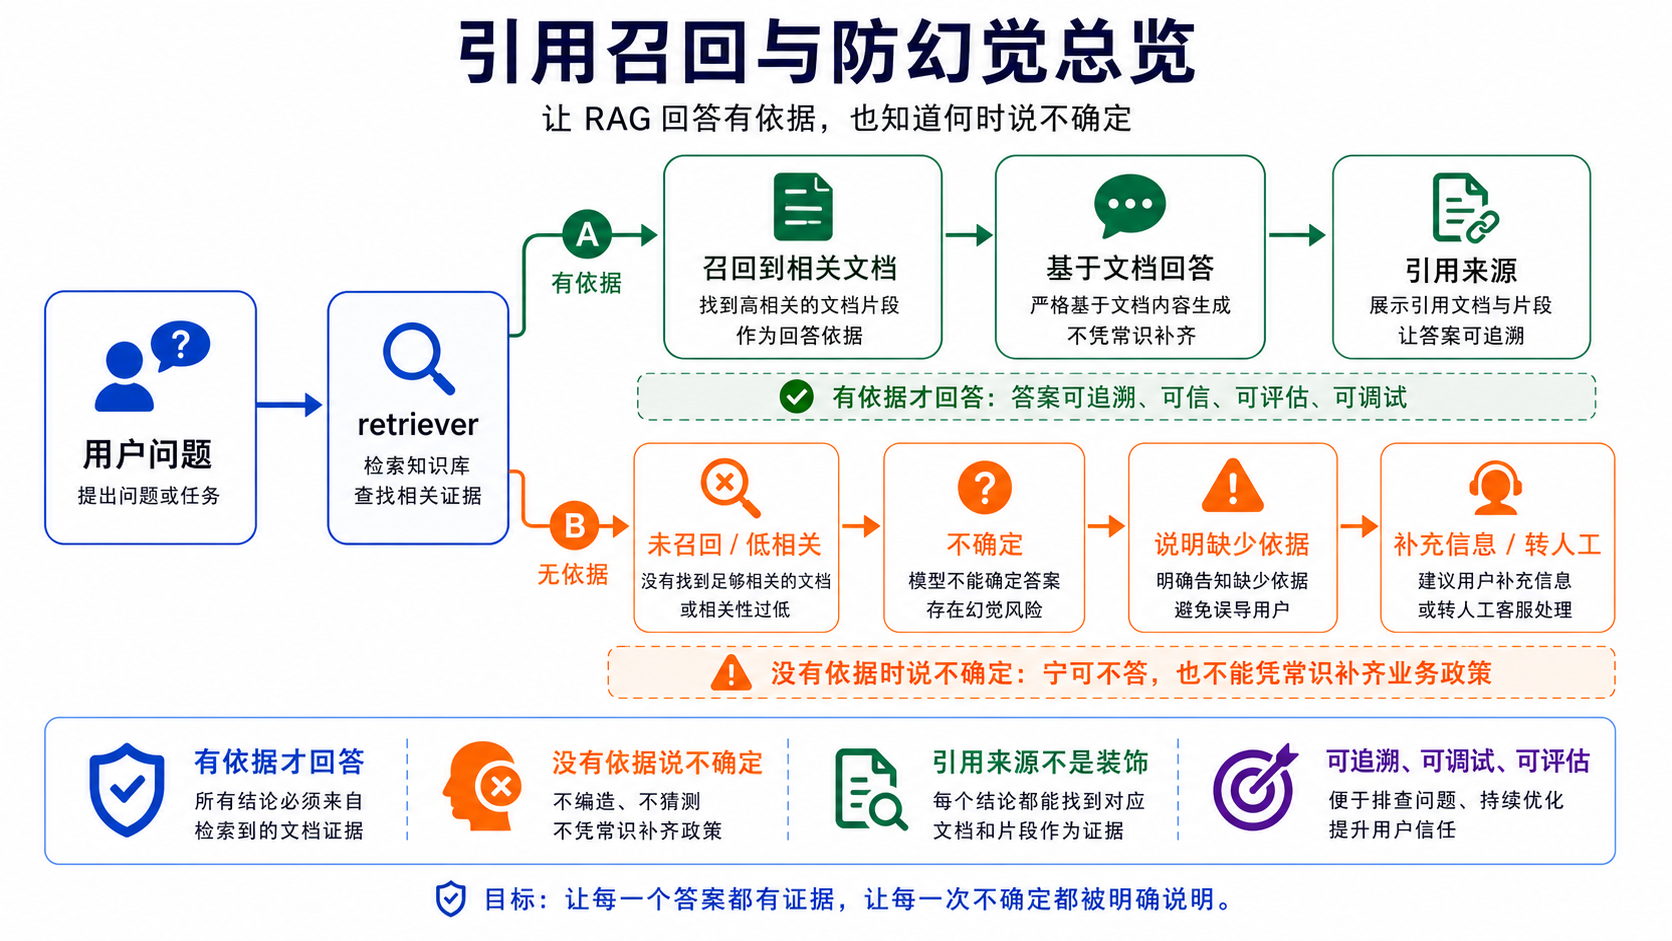 引用召回与防幻觉总览
让 RAG 回答有依据，也知道何时说不确定
?
用户问题
提出问题或任务
retriever
检索知识库
查找相关证据
A
有依据
召回到相关文档
找到高相关的文档片段
作为回答依据
基于文档回答
严格基于文档内容生成
不凭常识补齐
引用来源
展示引用文档与片段
让答案可追溯
有依据才回答：答案可追溯、可信、可评估、可调试
B
无依据
未召回 / 低相关
没有找到足够相关的文档
或相关性过低
?
不确定
模型不能确定答案
存在幻觉风险
!
说明缺少依据
明确告知缺少依据
避免误导用户
补充信息 / 转人工
建议用户补充信息
或转人工客服处理
! 没有依据时说不确定：宁可不答，也不能凭常识补齐业务政策
有依据才回答
所有结论必须来自
检索到的文档证据
没有依据说不确定
不编造、不猜测
不凭常识补齐政策
引用来源不是装饰
每个结论都能找到对应
文档和片段作为证据
可追溯、可调试、可评估
便于排查问题、持续优化
提升用户信任
目标：让每一个答案都有证据，让每一次不确定都被明确说明。